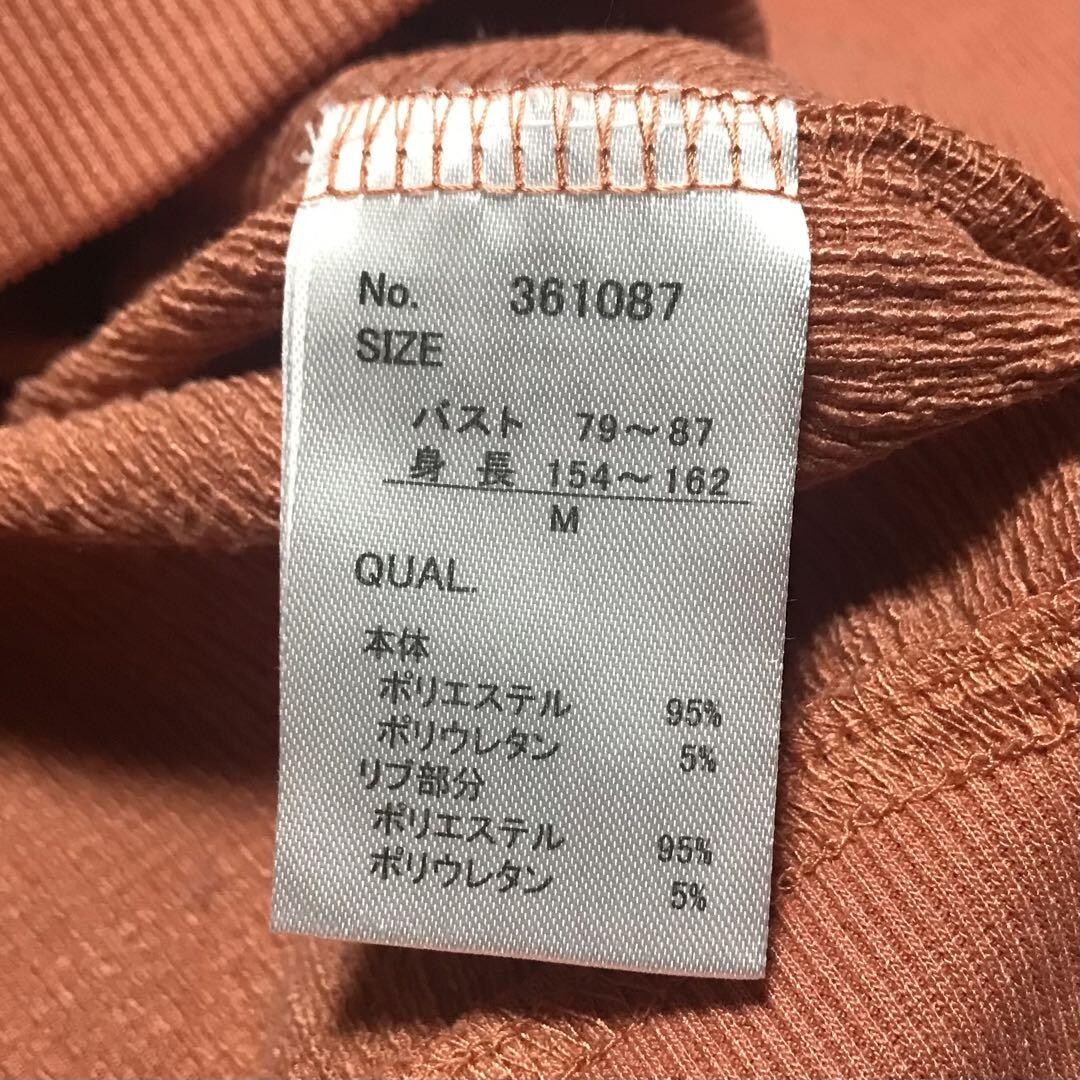 No. 361087
SIZE
バスト 79～87
身長 154～162
M
QUAL.
本体
ポリエステル 95%
ポリウレタン 5%
リブ部分
ポリエステル 95%
ポリウレタン 5%